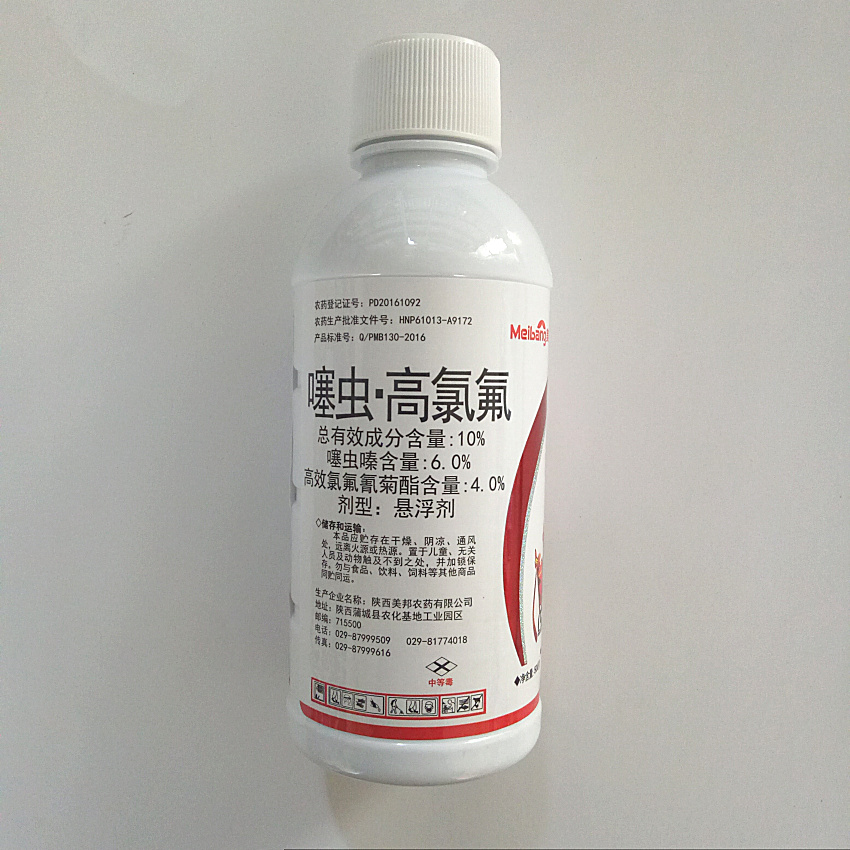 农药登记证号：PD20161092
农药生产批准文件号：HNP61013-A9172
产品标准号：Q/PMB130-2016
Meibang
噻虫·高氯氟
总有效成分含量:10%
噻虫嗪含量:6.0%
高效氯氟氰菊酯含量:4.0%
剂型：悬浮剂
◇储存和运输：
本品应贮存在干燥、阴凉、通风
处，远离火源或热源。置于儿童、无关
人员及动物触及不到之处，并加锁保
存。勿与食品、饮料、饲料等其他商品
同贮同运。
生产企业名称：陕西美邦农药有限公司
地址：陕西蒲城县农化基地工业园区
邮编：715500
电话：029-87999509 029-81774018
传真：029-87999616
中等毒
◆净含量: